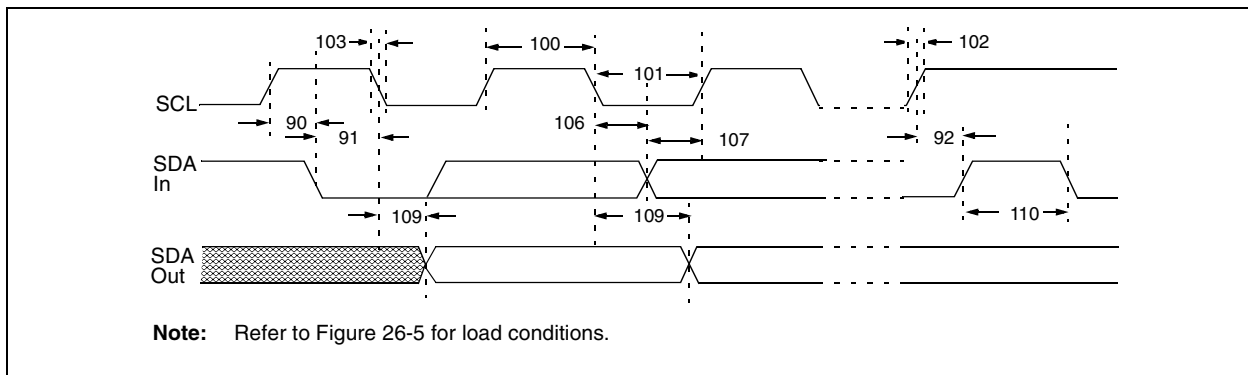 103
100
102
101
SCL
90
91
106
107
92
SDA
In
109
109
110
SDA
Out
Note: Refer to Figure 26-5 for load conditions.